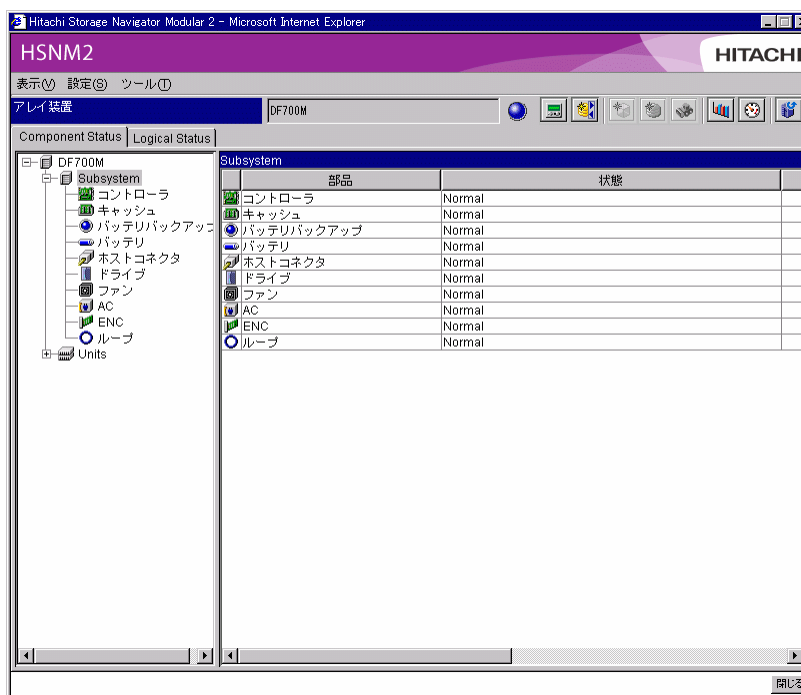 Hitachi Storage Navigator Modular 2 - Microsoft Internet Explorer
HSNM2
HITACHI
表示(V) 設定(S) ツール(T)
アレイ装置 DF700M
Component Status Logical Status
DF700M
Subsystem
コントローラ
キャッシュ
バッテリバックアップ
バッテリ
ホストコネクタ
ドライブ
ファン
AC
ENC
ループ
Units
Subsystem
部品 状態
コントローラ Normal
キャッシュ Normal
バッテリバックアップ Normal
バッテリ Normal
ホストコネクタ Normal
ドライブ Normal
ファン Normal
AC Normal
ENC Normal
ループ Normal
閉じる